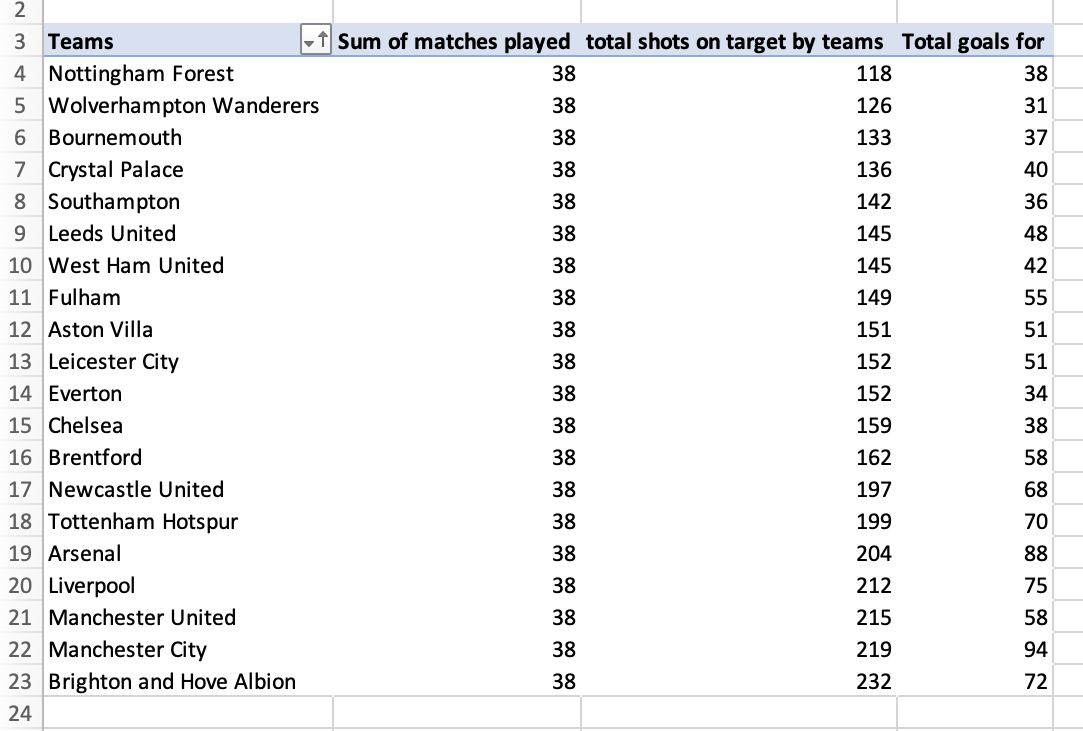 2
3 Teams Sum of matches played total shots on target by teams Total goals for
4 Nottingham Forest 38 118 38
5 Wolverhampton Wanderers 38 126 31
6 Bournemouth 38 133 37
7 Crystal Palace 38 136 40
8 Southampton 38 142 36
9 Leeds United 38 145 48
10 West Ham United 38 145 42
11 Fulham 38 149 55
12 Aston Villa 38 151 51
13 Leicester City 38 152 51
14 Everton 38 152 34
15 Chelsea 38 159 38
16 Brentford 38 162 58
17 Newcastle United 38 197 68
18 Tottenham Hotspur 38 199 70
19 Arsenal 38 204 88
20 Liverpool 38 212 75
21 Manchester United 38 215 58
22 Manchester City 38 219 94
23 Brighton and Hove Albion 38 232 72
24